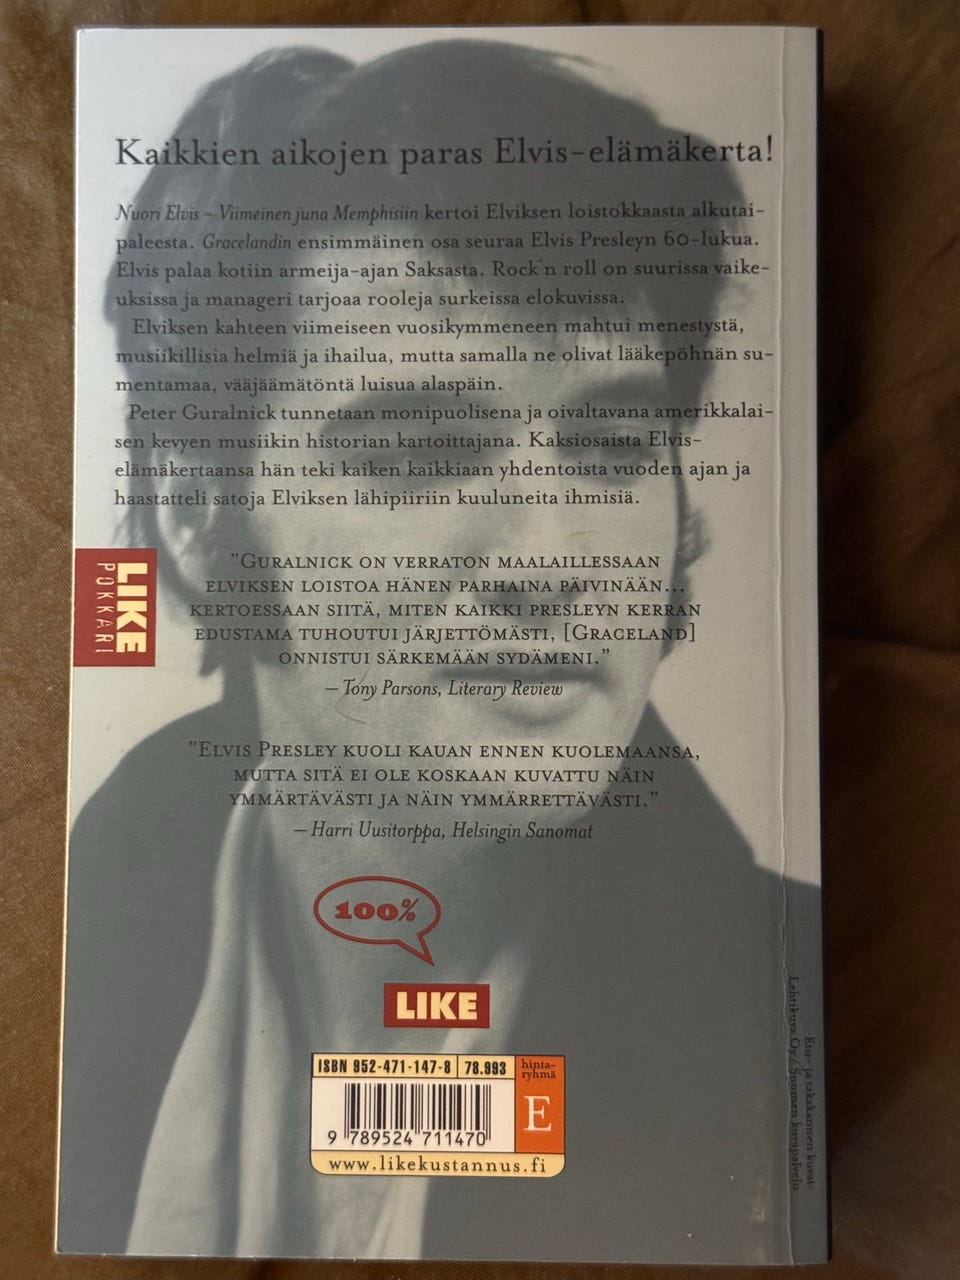 Kaikkien aikojen paras Elvis-elämäkerta!
Nuori Elvis – Viimeinen juna Memphisiin kertoi Elviksen loistokkaasta alkutai-
paleesta. Gracelandin ensimmäinen osa seuraa Elvis Presleyn 60-lukua.
Elvis palaa kotiin armeija-ajan Saksasta. Rock´n roll on suurissa vaike-
uksissa ja manageri tarjoaa rooleja surkeissa elokuvissa.
Elviksen kahteen viimeiseen vuosikymmeneen mahtui menestystä,
musiikillisia helmiä ja ihailua, mutta samalla ne olivat lääkepöhnän su-
mentamaa, vääjäämätöntä luisua alaspäin.
Peter Guralnick tunnetaan monipuolisena ja oivaltavana amerikkalai-
sen kevyen musiikin historian kartoittajana. Kaksiosaista Elvis-
elämäkertaansa hän teki kaiken kaikkiaan yhdentoista vuoden ajan ja
haastatteli satoja Elviksen lähipiiriin kuuluneita ihmisiä.
"GURALNICK ON VERRATON MAALAILLESSAAN
ELVIKSEN LOISTOA HÄNEN PARHAINA PÄIVINÄÄN...
KERTOESSAAN SIITÄ, MITEN KAIKKI PRESLEYN KERRAN
EDUSTAMA TUHOUTUI JÄRJETTÖMÄSTI, [GRACELAND]
ONNISTUI SÄRKEMÄÄN SYDÄMENI."
– Tony Parsons, Literary Review
LIKE
POKKARI
"ELVIS PRESLEY KUOLI KAUAN ENNEN KUOLEMAANSA,
MUTTA SITÄ EI OLE KOSKAAN KUVATTU NÄIN
YMMÄRTÄVÄSTI JA NÄIN YMMÄRRETTÄVÄSTI."
– Harri Uusitorppa, Helsingin Sanomat
100%
LIKE
ISBN 952-471-147-8 78.993
hinta-
ryhmä
E
9 789524 711470
www.likekustannus.fi
Etu- ja takakannen kuvat:
Lehtikuva Oy / Suomen kuvapalvelu